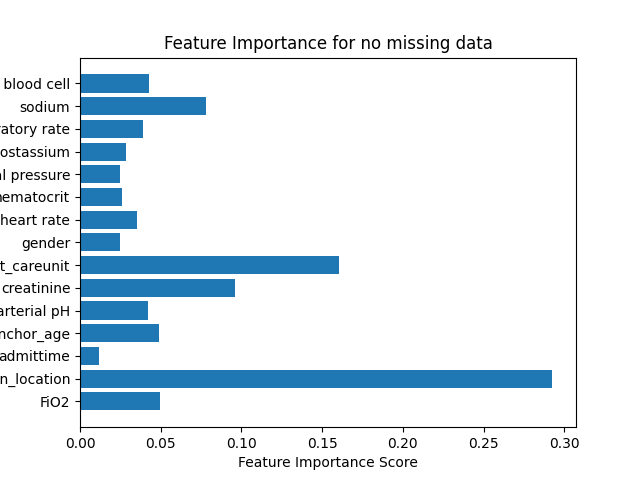 Feature Importance for no missing data
blood cell
sodium
ratory rate
ostassium
al pressure
hematocrit
heart rate
gender
t_careunit
creatinine
arterial pH
nchor_age
admittime
n_location
FiO2
0.00 0.05 0.10 0.15 0.20 0.25 0.30
Feature Importance Score